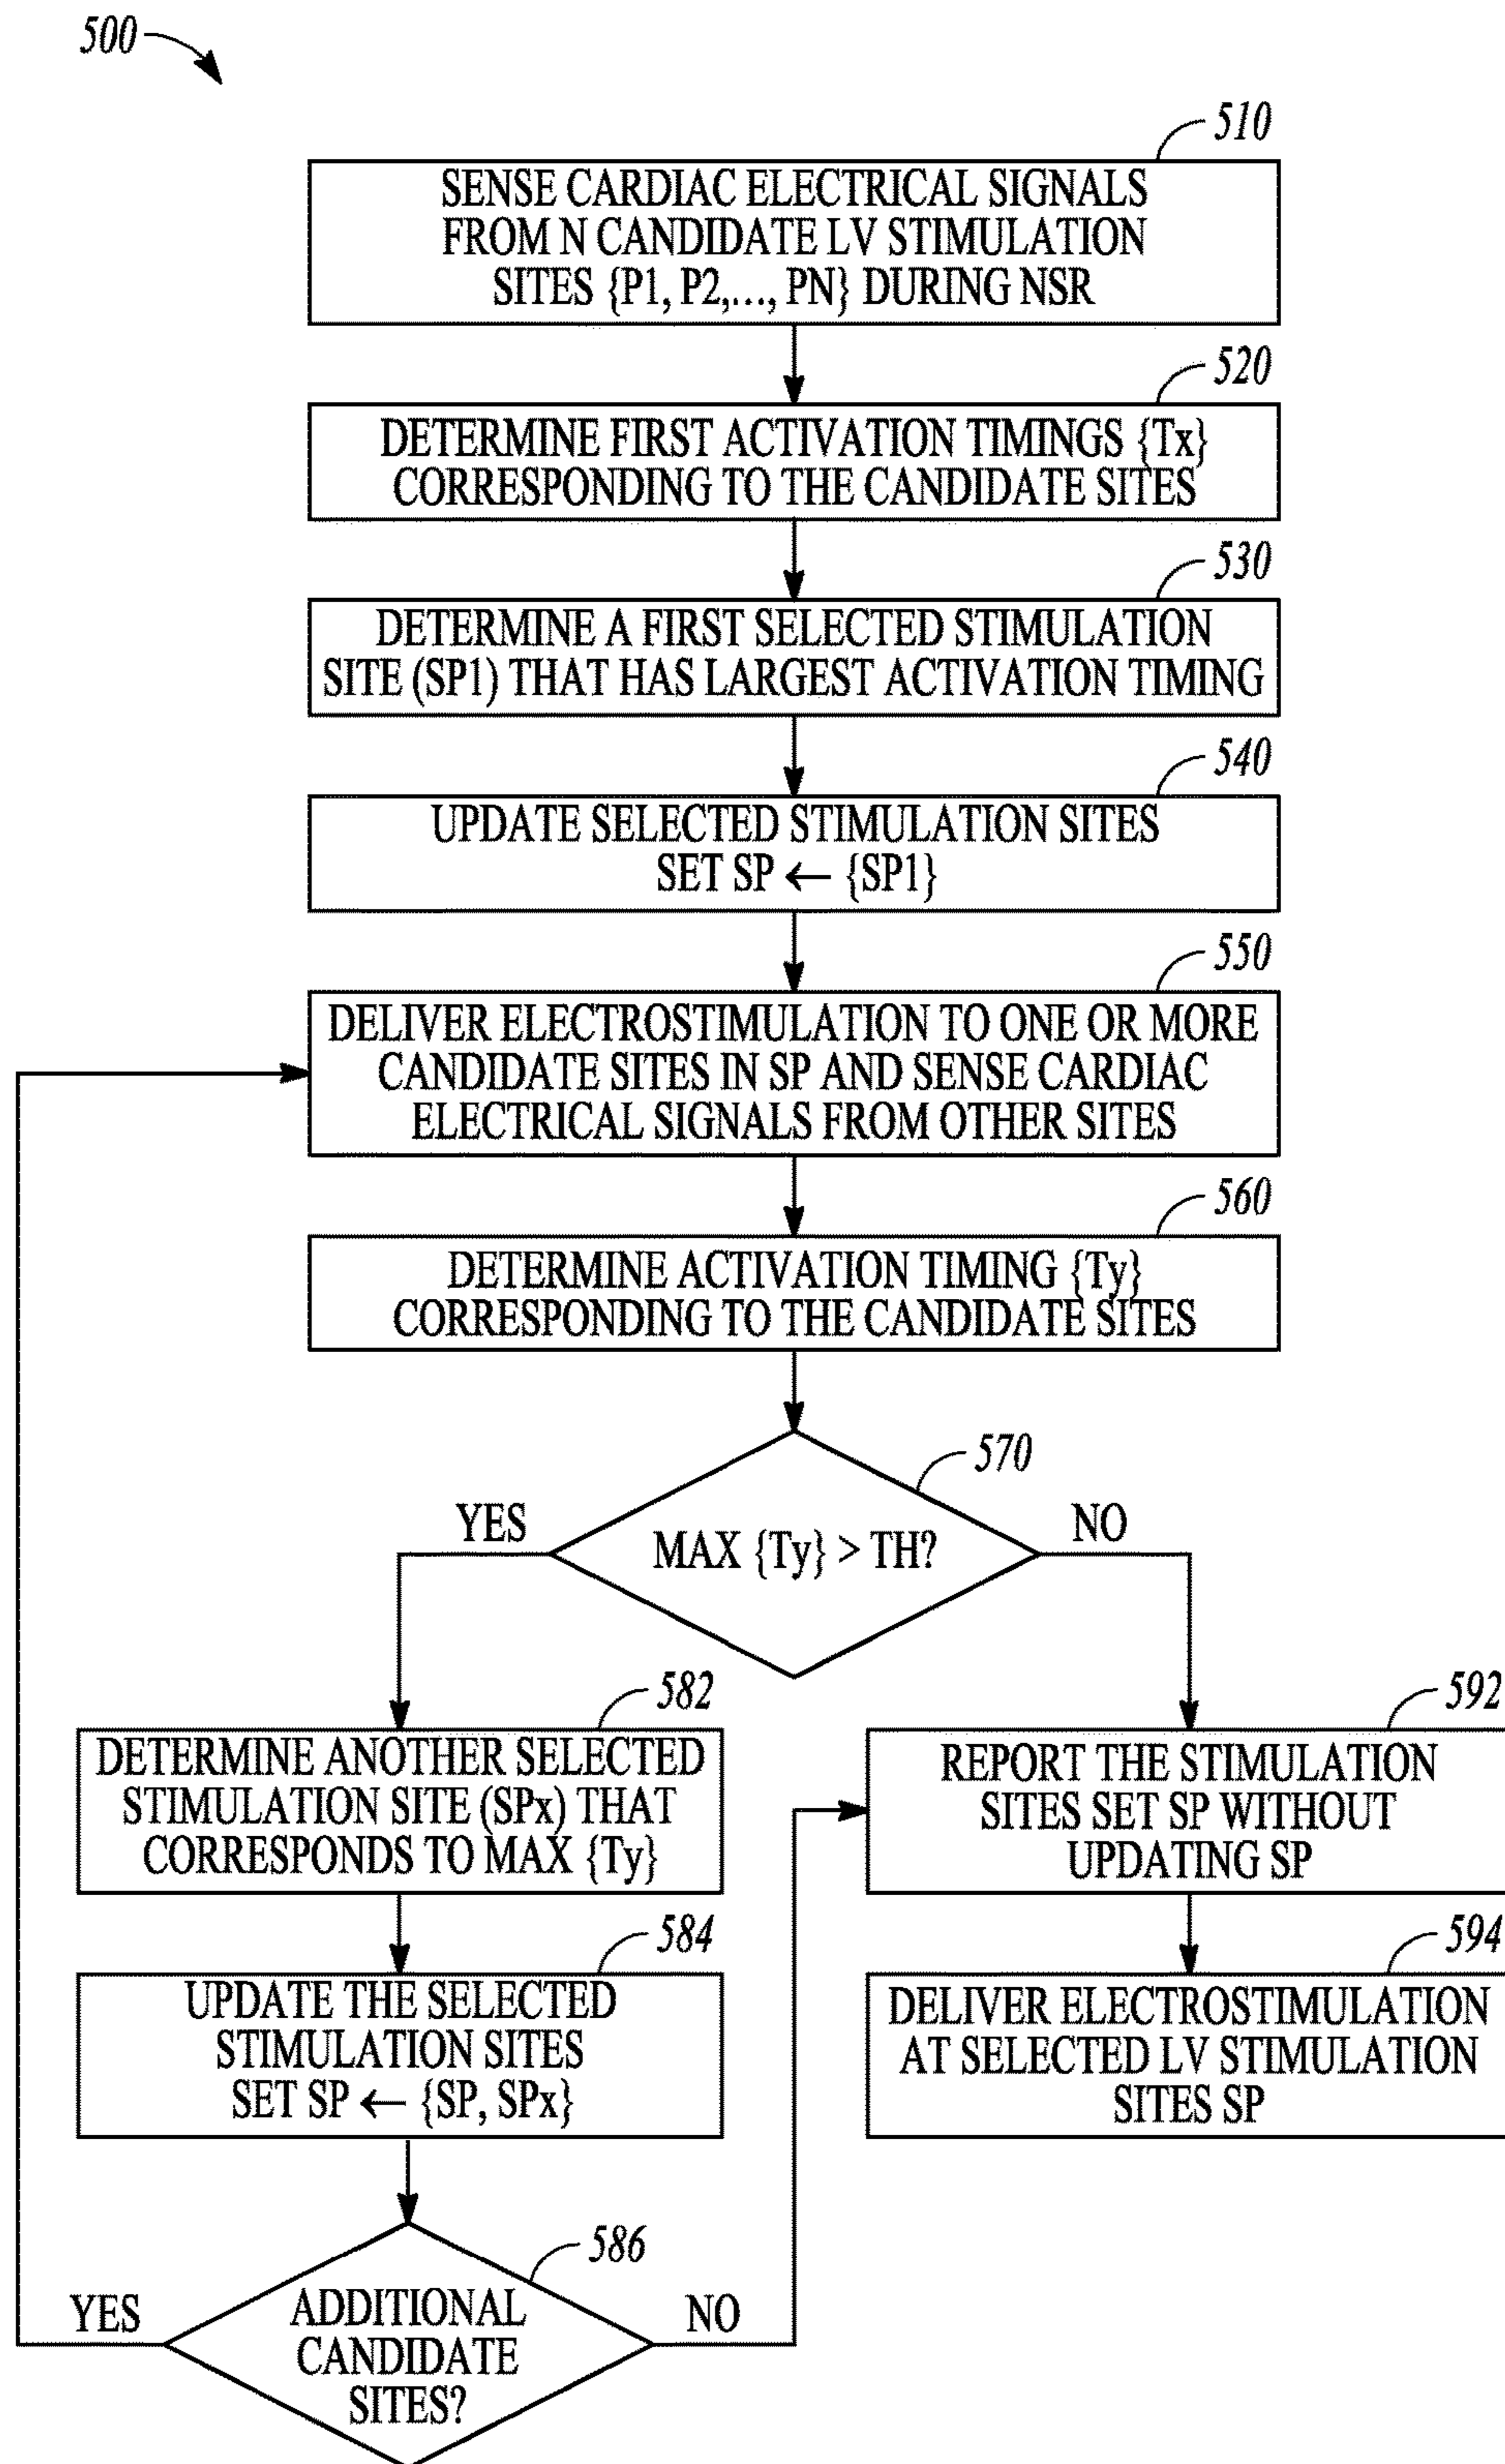 500
510
SENSE CARDIAC ELECTRICAL SIGNALS
FROM N CANDIDATE LV STIMULATION
SITES {P1, P2,..., PN} DURING NSR
520
DETERMINE FIRST ACTIVATION TIMINGS {Tx}
CORRESPONDING TO THE CANDIDATE SITES
530
DETERMINE A FIRST SELECTED STIMULATION
SITE (SP1) THAT HAS LARGEST ACTIVATION TIMING
540
UPDATE SELECTED STIMULATION SITES
SET SP ← {SP1}
550
DELIVER ELECTROSTIMULATION TO ONE OR MORE
CANDIDATE SITES IN SP AND SENSE CARDIAC
ELECTRICAL SIGNALS FROM OTHER SITES
560
DETERMINE ACTIVATION TIMING {Ty}
CORRESPONDING TO THE CANDIDATE SITES
570
YES
MAX {Ty} > TH?
NO
582
DETERMINE ANOTHER SELECTED
STIMULATION SITE (SPx) THAT
CORRESPONDS TO MAX {Ty}
592
REPORT THE STIMULATION
SITES SET SP WITHOUT
UPDATING SP
584
UPDATE THE SELECTED
STIMULATION SITES
SET SP ← {SP, SPx}
594
DELIVER ELECTROSTIMULATION
AT SELECTED LV STIMULATION
SITES SP
586
YES
ADDITIONAL
CANDIDATE
SITES?
NO